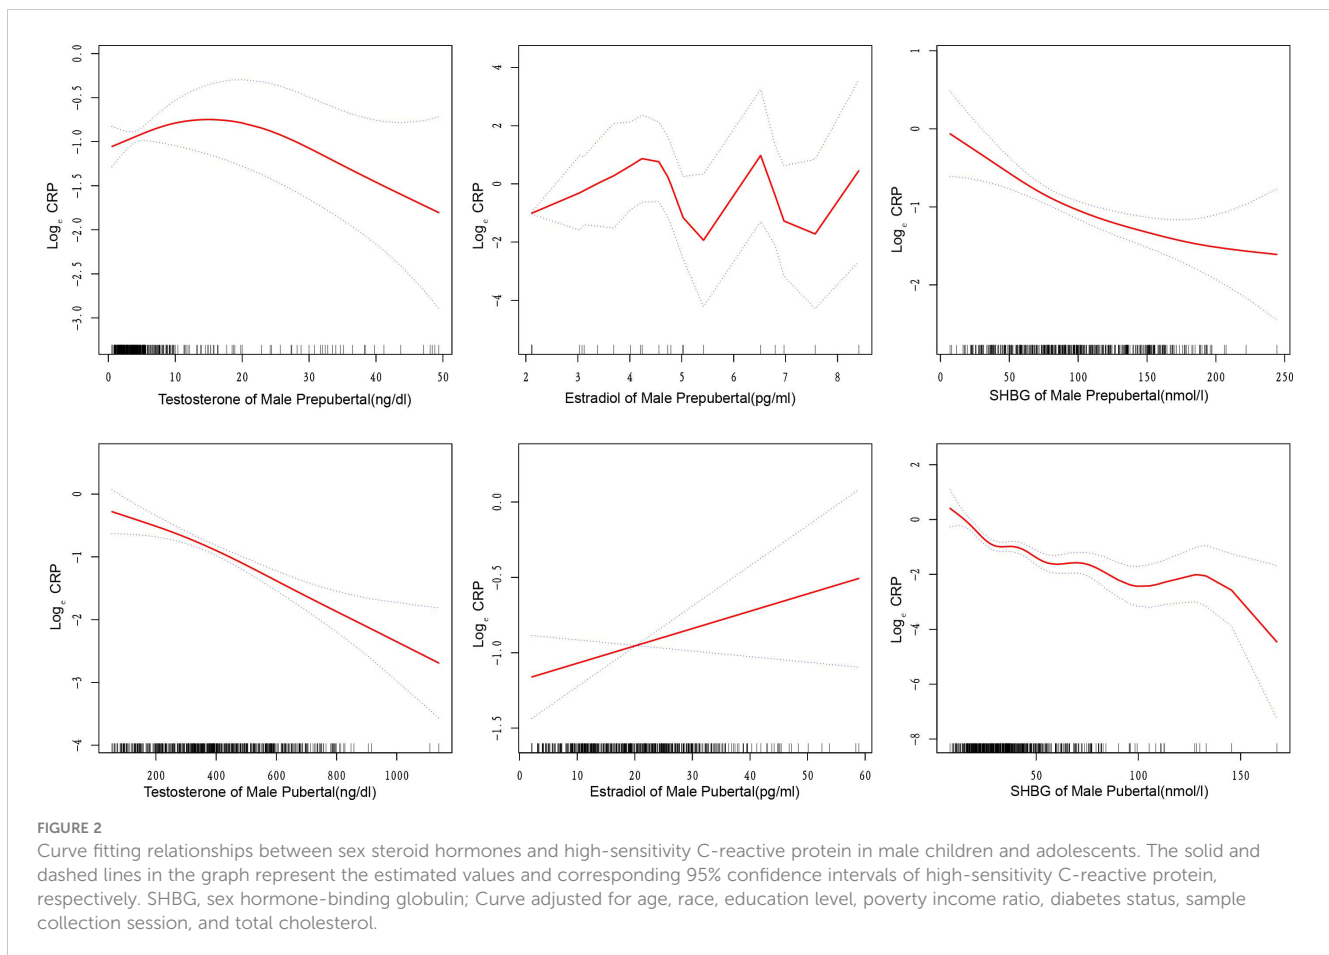 0.0
-0.5
-1.0
-1.5
-2.0
-2.5
-3.0
Log e CRP
0 10 20 30 40 50
Testosterone of Male Prepubertal(ng/dl)
4
2
0
-2
-4
Log e CRP
2 3 4 5 6 7 8
Estradiol of Male Prepubertal(pg/ml)
1
0
-1
-2
Log e CRP
0 50 100 150 200 250
SHBG of Male Prepubertal(nmol/l)
0
-1
-2
-3
-4
Log e CRP
200 400 600 800 1000
Testosterone of Male Pubertal(ng/dl)
0.0
-0.5
-1.0
-1.5
Log e CRP
0 10 20 30 40 50 60
Estradiol of Male Pubertal(pg/ml)
2
0
-2
-4
-6
-8
Log e CRP
50 100 150
SHBG of Male Pubertal(nmol/l)
FIGURE 2
Curve fitting relationships between sex steroid hormones and high-sensitivity C-reactive protein in male children and adolescents. The solid and
dashed lines in the graph represent the estimated values and corresponding 95% confidence intervals of high-sensitivity C-reactive protein,
respectively. SHBG, sex hormone-binding globulin; Curve adjusted for age, race, education level, poverty income ratio, diabetes status, sample
collection session, and total cholesterol.